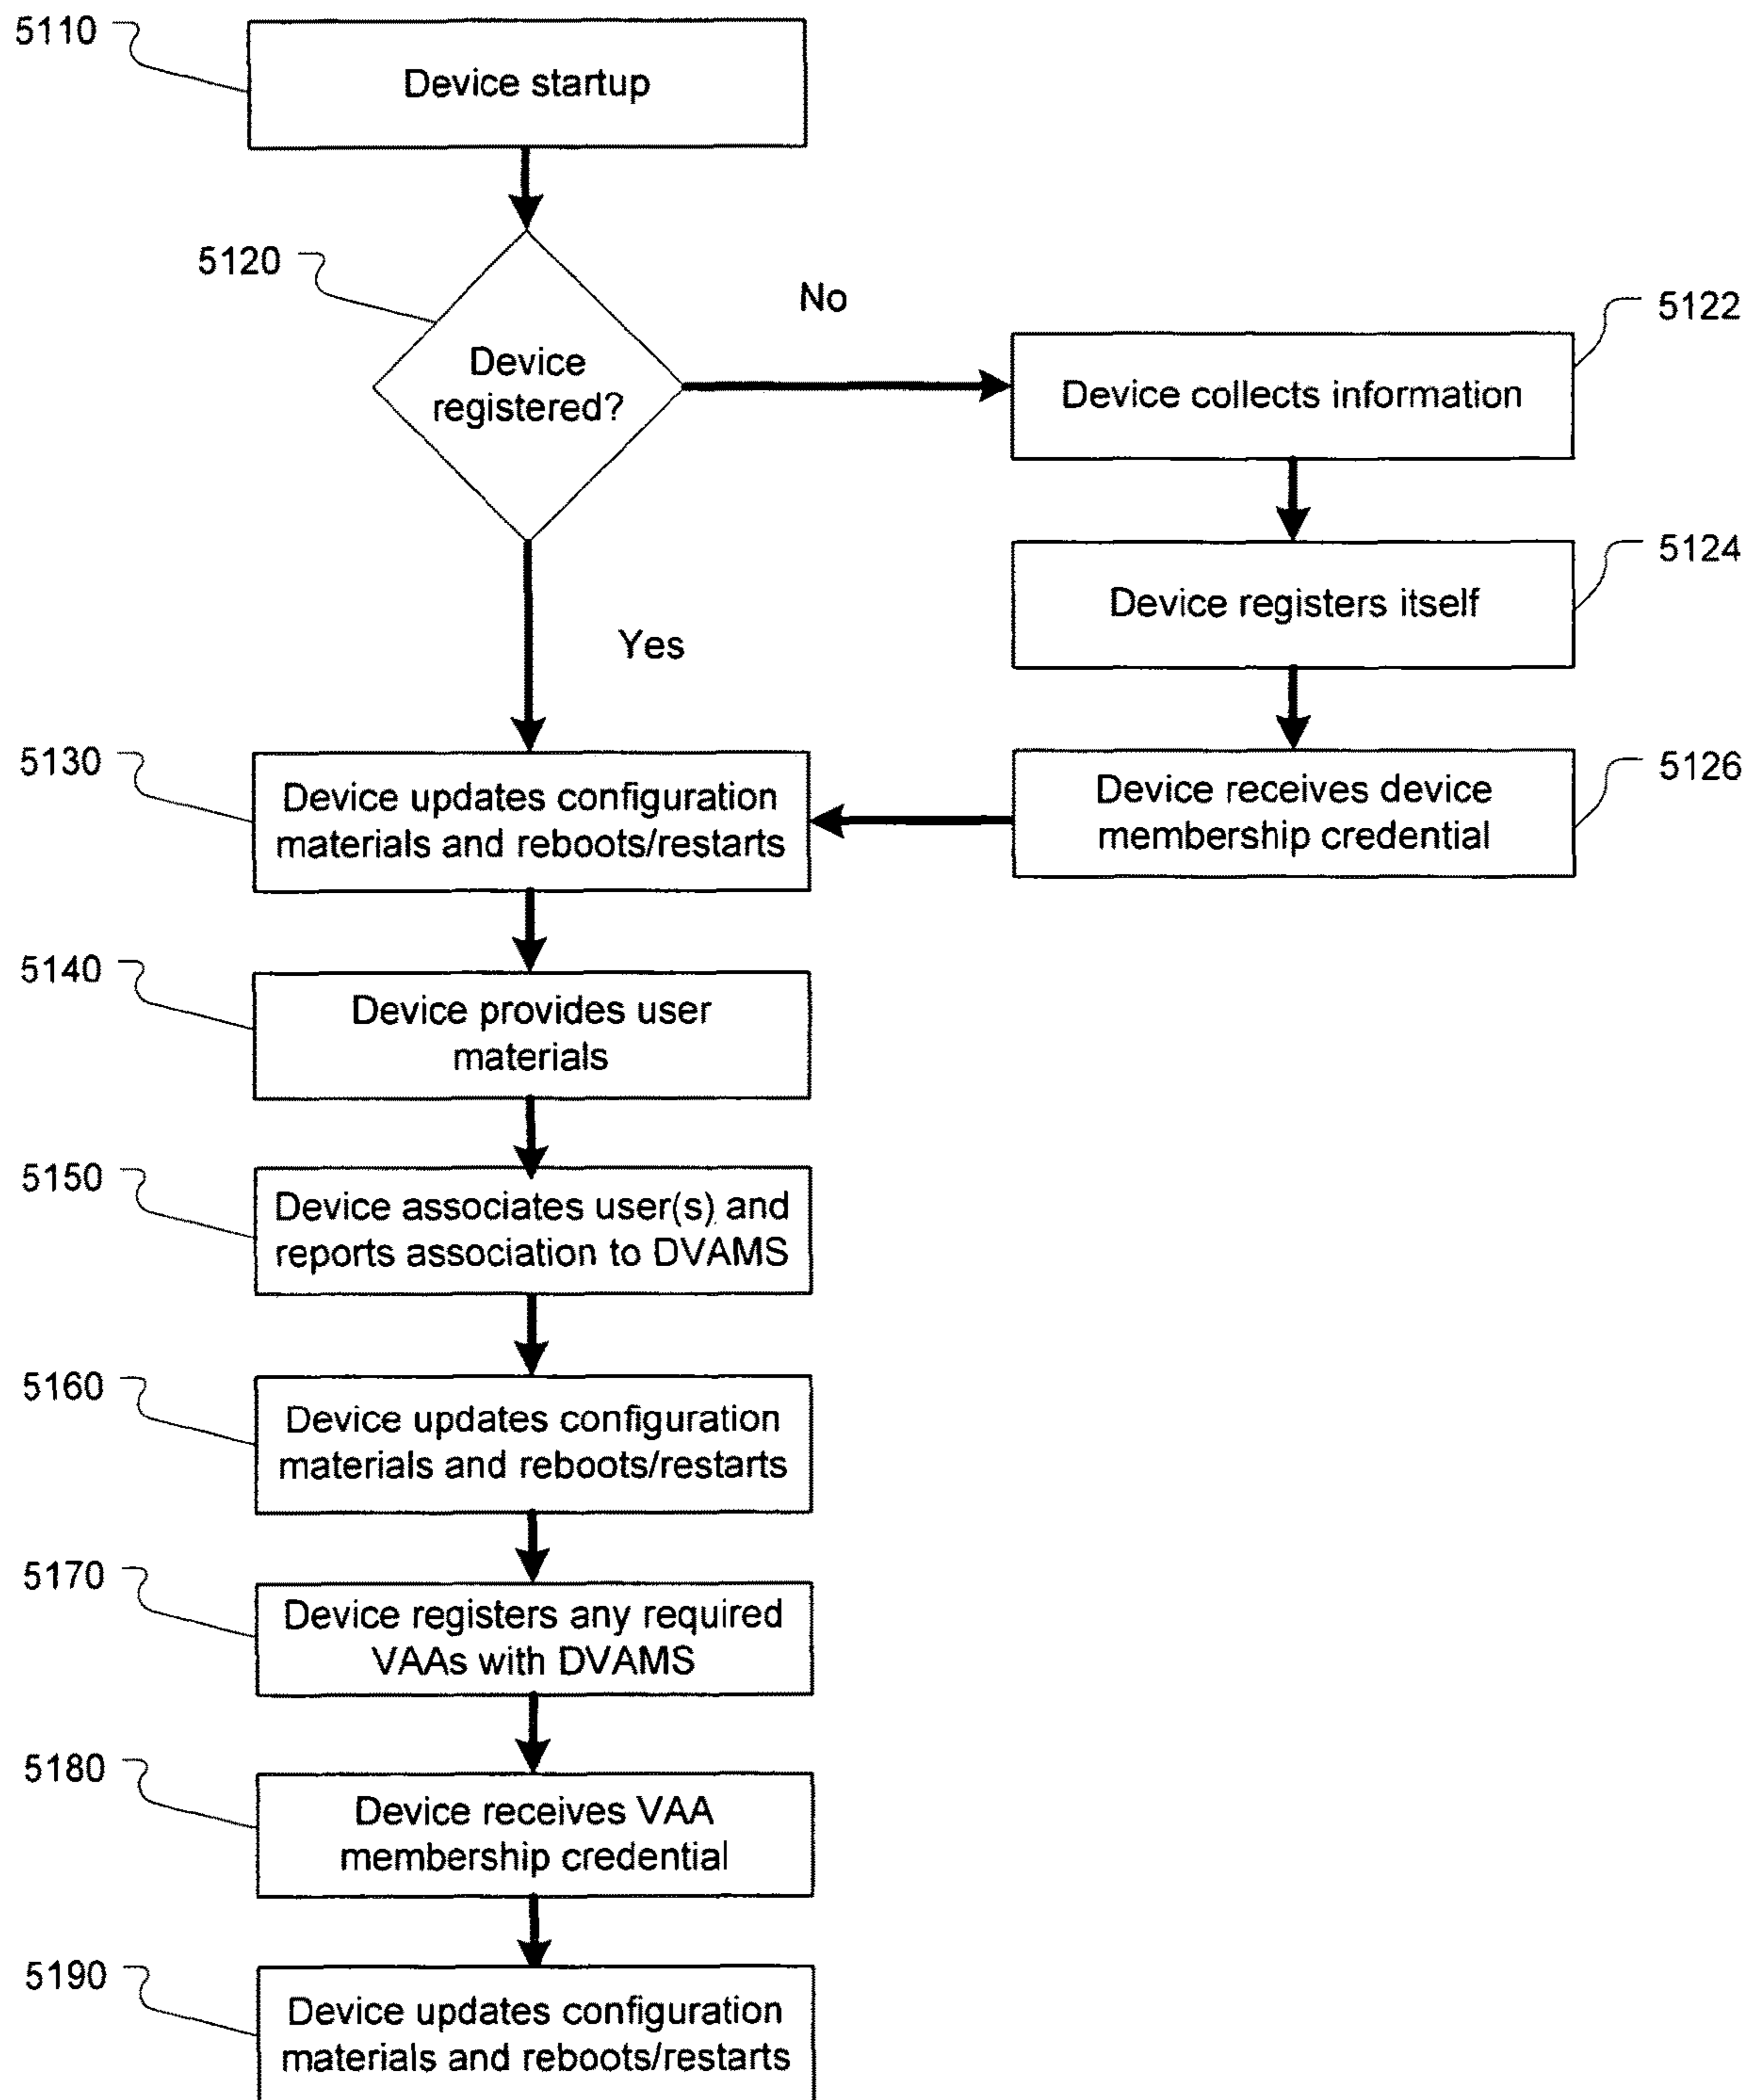 5110
Device startup
5120
No
5122
Device
registered?
Device collects information
5124
Device registers itself
Yes
5130
5126
Device updates configuration
materials and reboots/restarts
Device receives device
membership credential
5140
Device provides user
materials
5150
Device associates user(s) and
reports association to DVAMS
5160
Device updates configuration
materials and reboots/restarts
5170
Device registers any required
VAAs with DVAMS
5180
Device receives VAA
membership credential
5190
Device updates configuration
materials and reboots/restarts